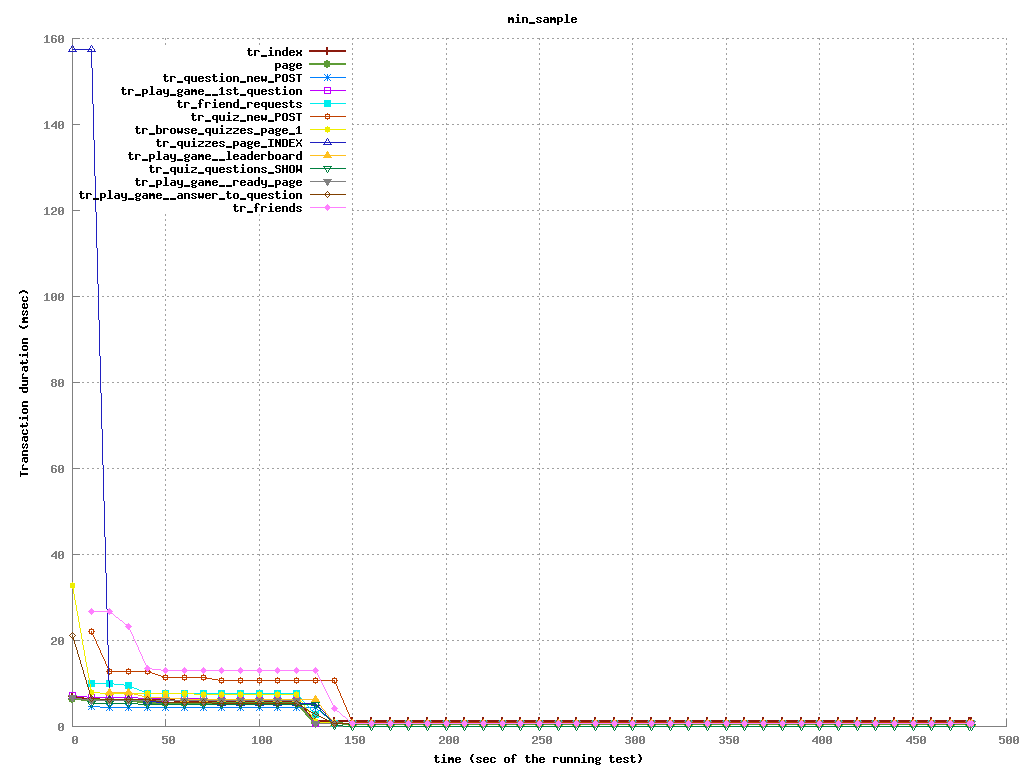 min_sample
160
140
120
100
80
60
40
20
0
tr_index
page
tr_question_new_POST
tr_play_game__1st_question
tr_friend_requests
tr_quiz_new_POST
tr_browse_quizzes_page_1
tr_quizzes_page_INDEX
tr_play_game__leaderboard
tr_quiz_questions_SHOW
tr_play_game__ready_page
tr_play_game__answer_to_question
tr_friends
Transaction duration (msec)
0 50 100 150 200 250 300 350 400 450 500
time (sec of the running test)